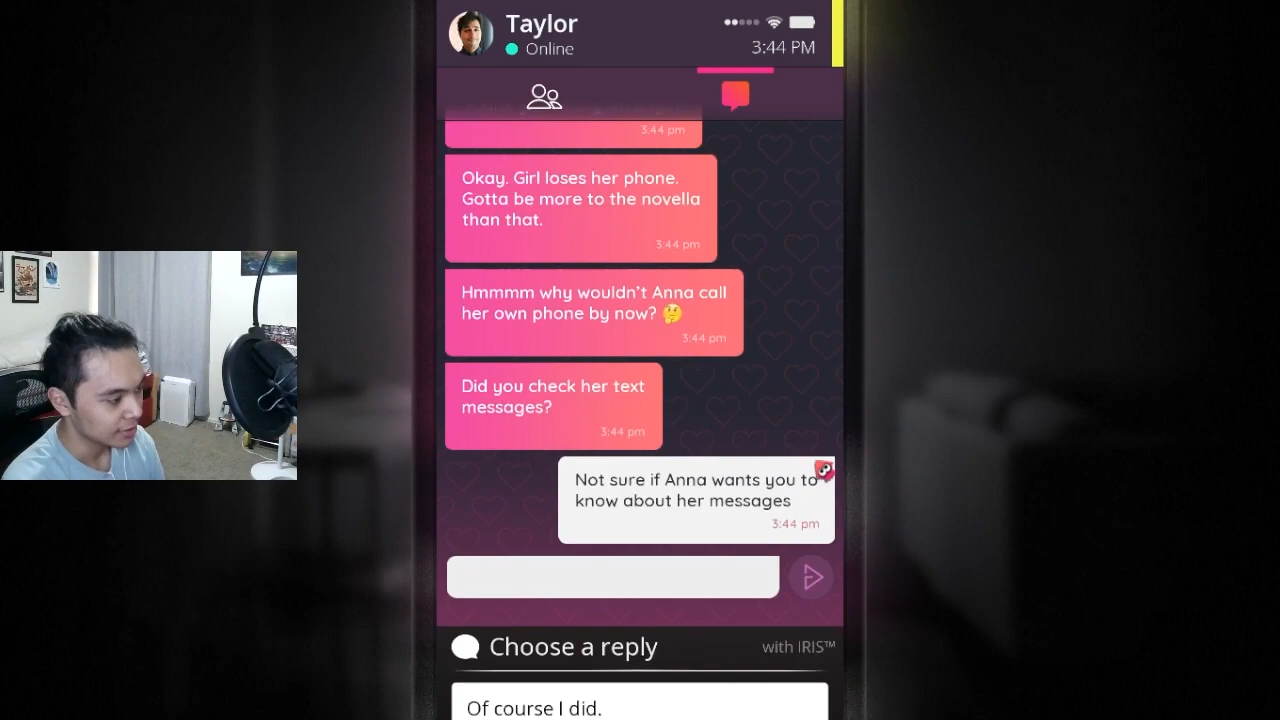 Taylor
Online
3:44 PM
3:44 pm
Okay. Girl loses her phone.
Gotta be more to the novella
than that.
3:44 pm
Hmmmm why wouldn't Anna call
her own phone by now? 🤔
3:44 pm
Did you check her text
messages?
3:44 pm
Not sure if Anna wants you to
know about her messages
3:44 pm
Choose a reply
with IRIS™
Of course I did.